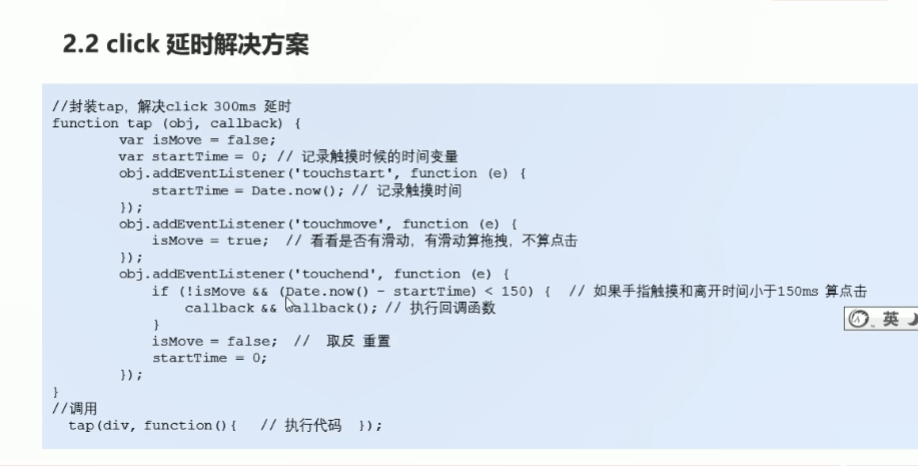 2.2 click 延时解决方案
//封装tap，解决click 300ms 延时
function tap (obj, callback) {
        var isMove = false;
        var startTime = 0; // 记录触摸时候的时间变量
        obj.addEventListener('touchstart', function (e) {
            startTime = Date.now(); // 记录触摸时间
        });
        obj.addEventListener('touchmove', function (e) {
            isMove = true;  // 看看是否有滑动，有滑动算拖拽，不算点击
        });
        obj.addEventListener('touchend', function (e) {
            if (!isMove && (Date.now() - startTime) < 150) {  // 如果手指触摸和离开时间小于150ms 算点击
                callback && callback(); // 执行回调函数
            }
            isMove = false;  //  取反 重置
            startTime = 0;
        });
}
//调用
  tap(div, function(){   // 执行代码  });
英